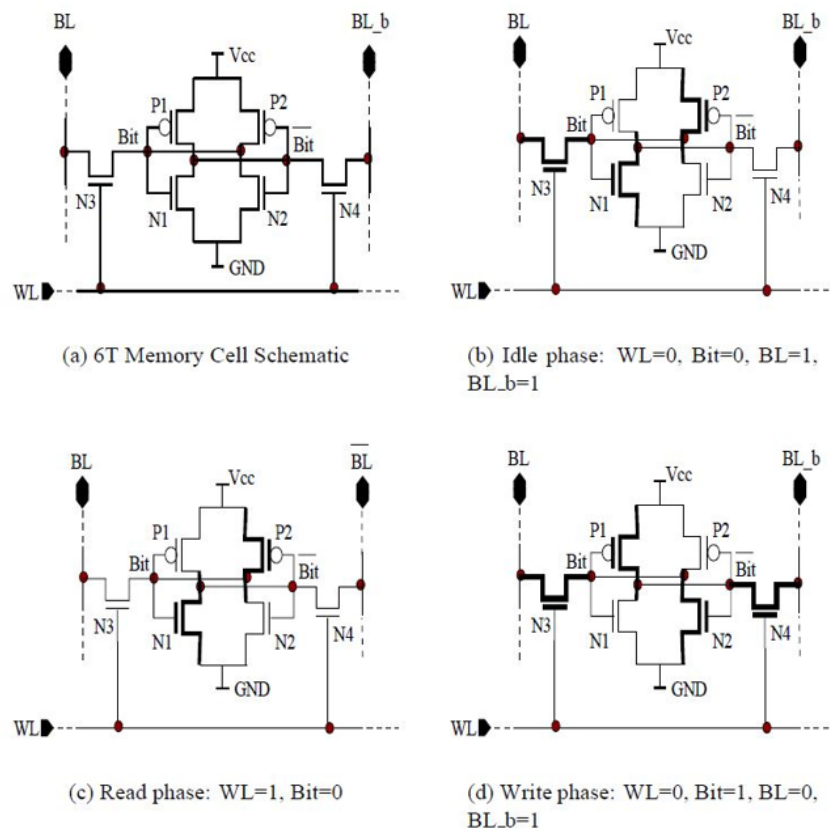 BL
BL_b
Vcc
P1
P2
Bit
Bit
N3
N1
N2
N4
GND
WL
(a) 6T Memory Cell Schematic
BL
BL_b
Vcc
P1
P2
Bit
Bit
N3
N1
N2
N4
GND
WL
(b) Idle phase: WL=0, Bit=0, BL=1,
BL_b=1
BL
BL
Vcc
P1
P2
Bit
Bit
N3
N1
N2
N4
GND
WL
(c) Read phase: WL=1, Bit=0
BL
BL_b
Vcc
P1
P2
Bit
Bit
N3
N1
N2
N4
GND
WL
(d) Write phase: WL=0, Bit=1, BL=0,
BL_b=1